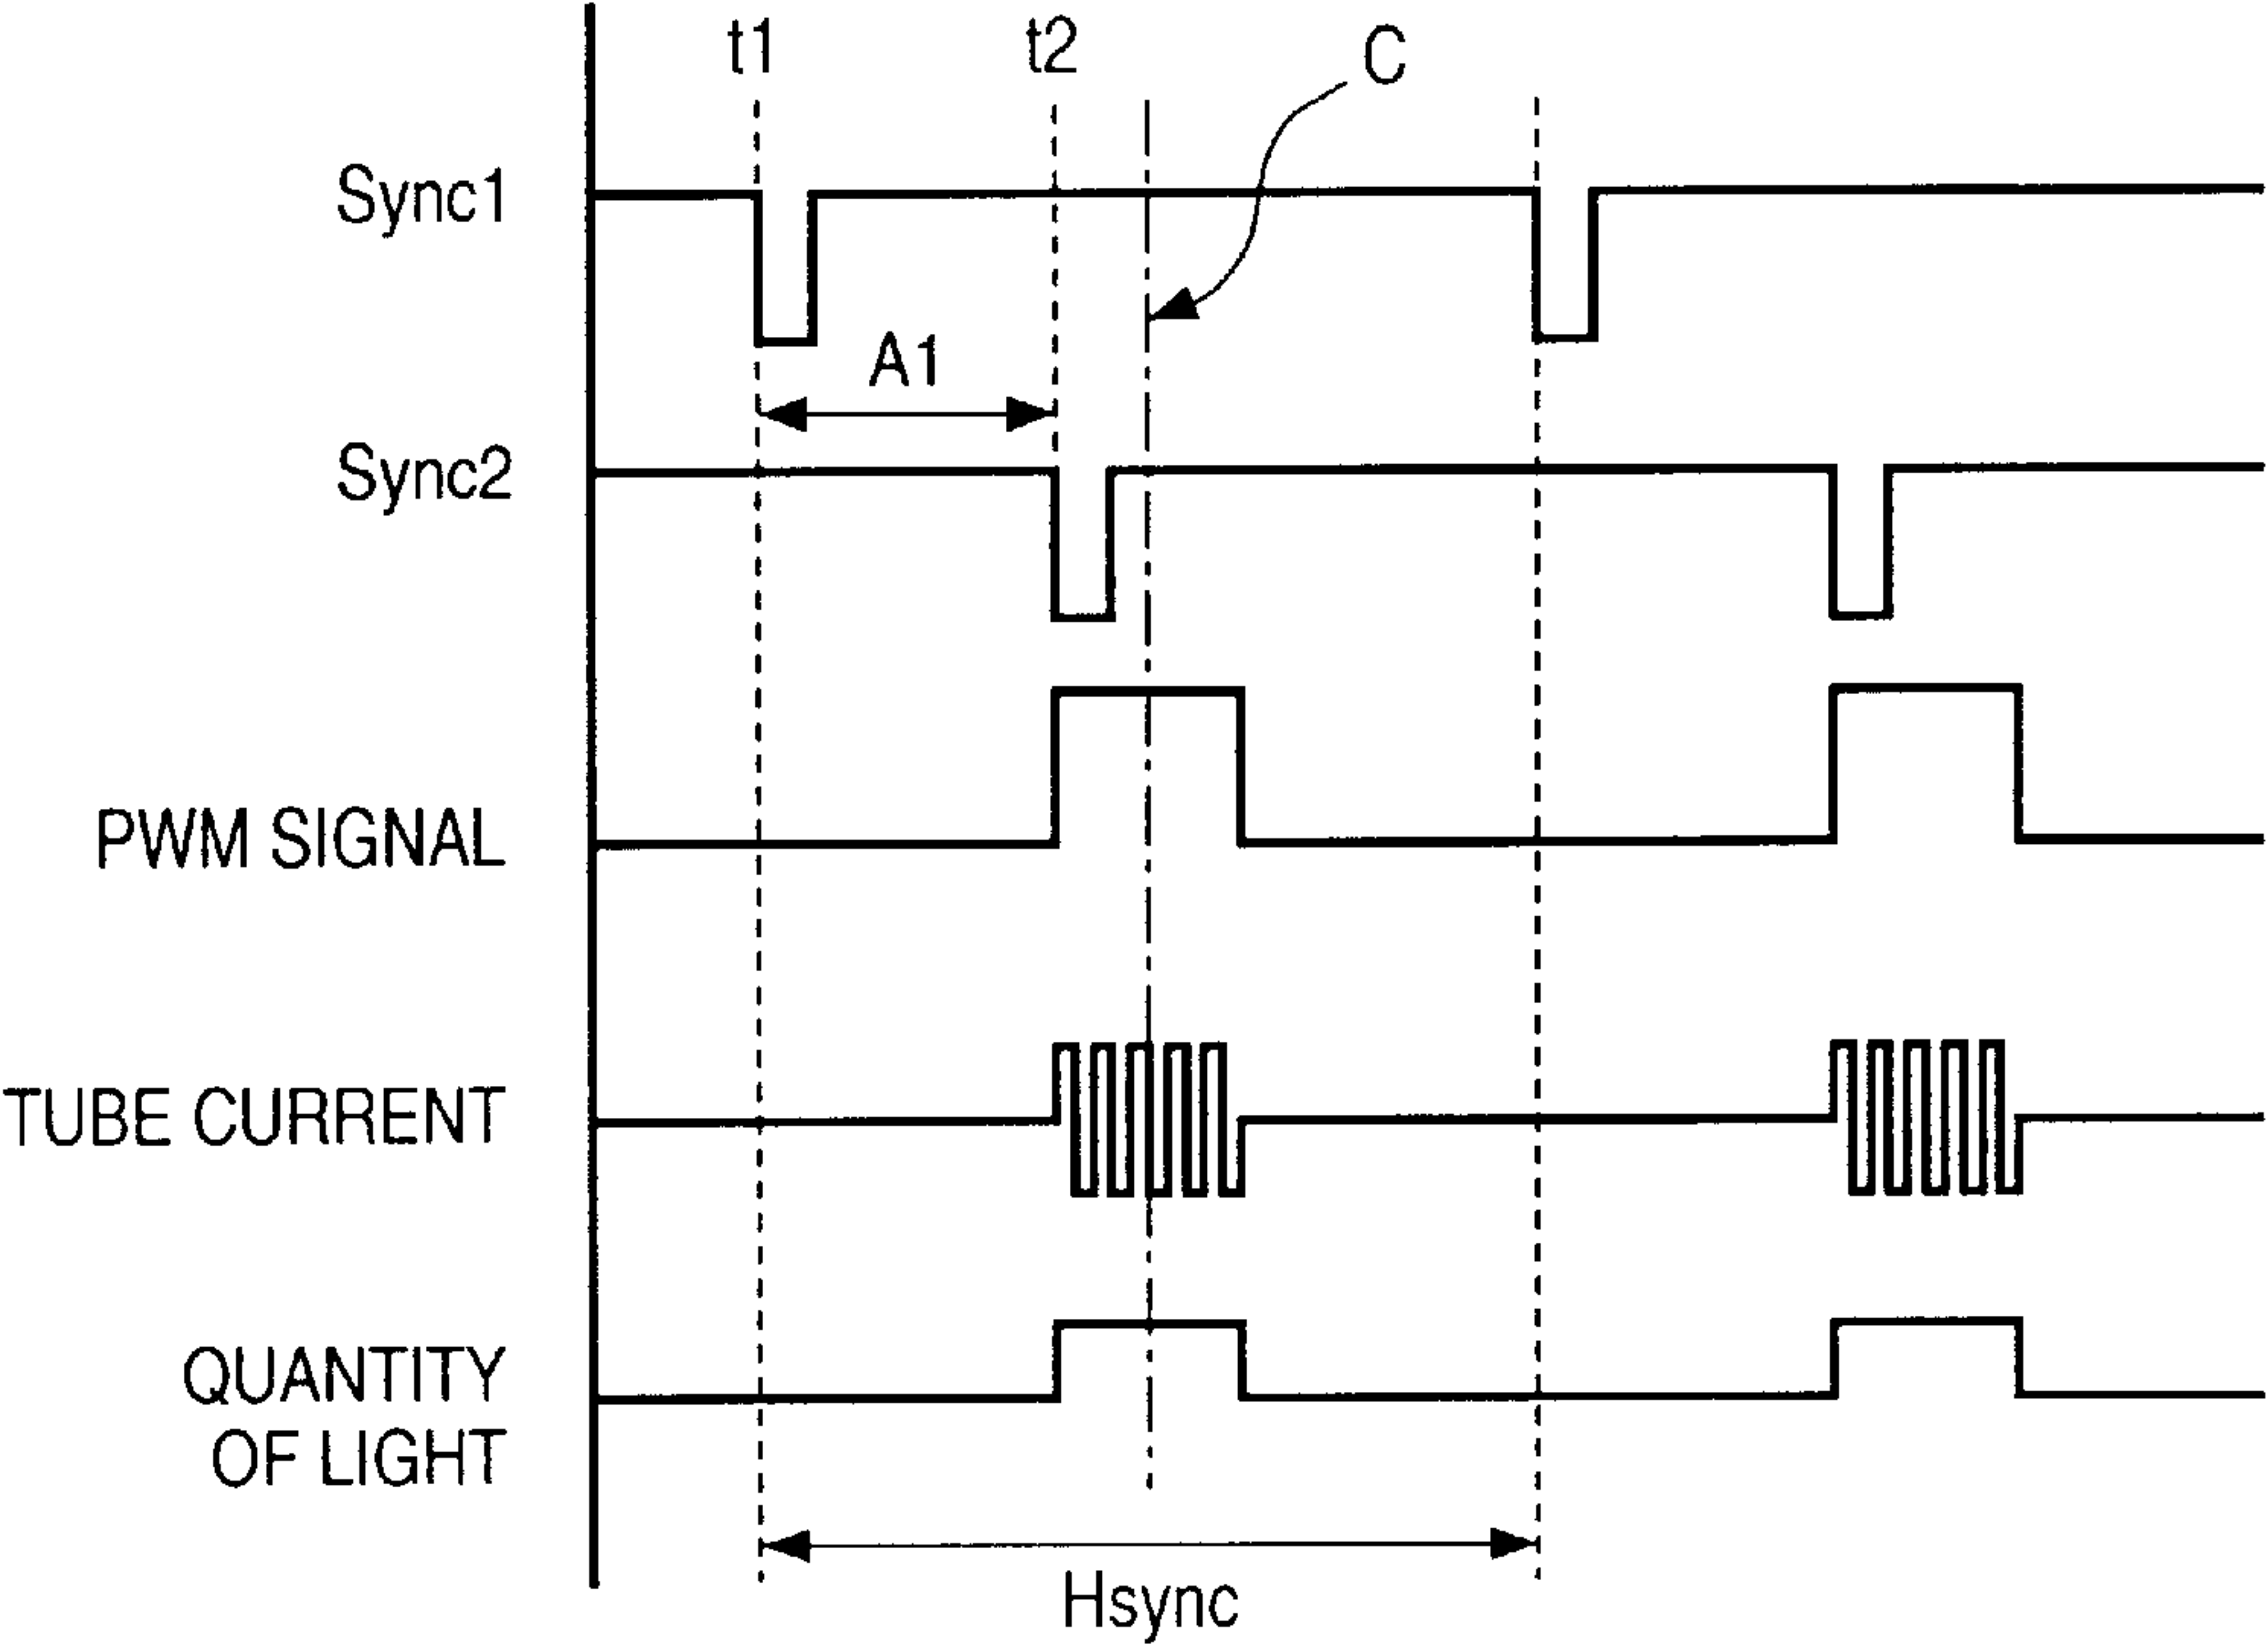 t1
t2
C
Sync1
A1
Sync2
PWM SIGNAL
TUBE CURRENT
QUANTITY
OF LIGHT
Hsync